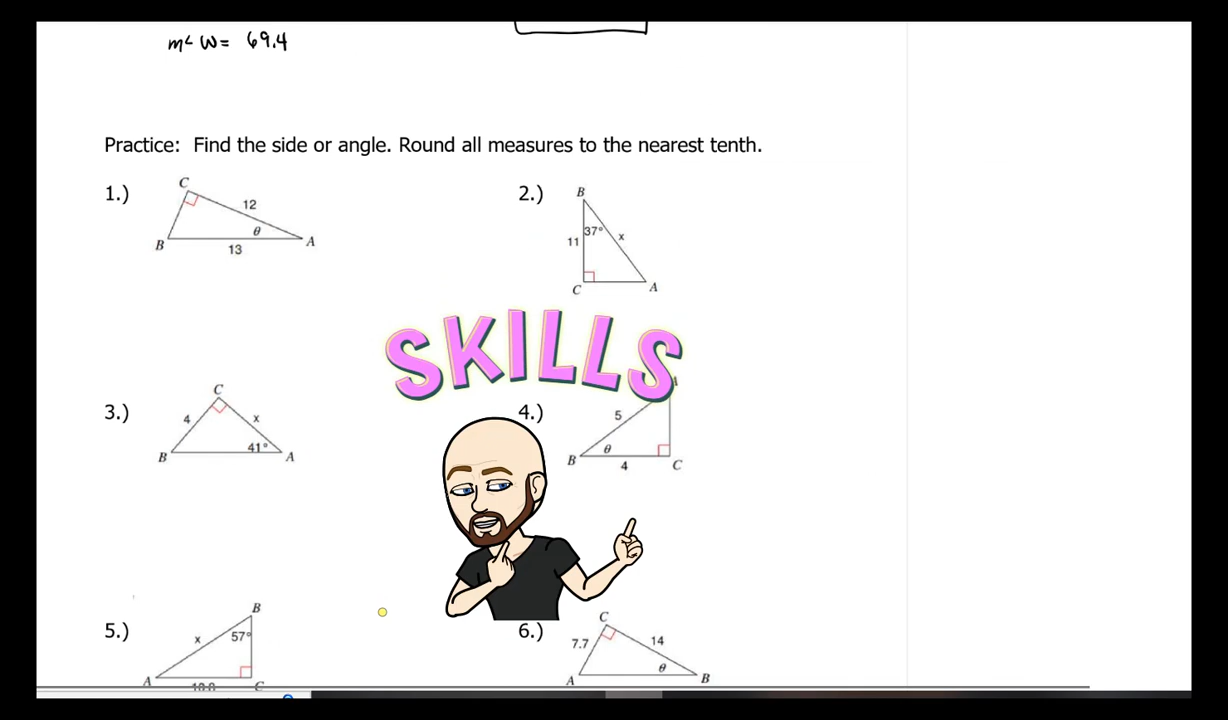 m∠ W = 69.4
Practice: Find the side or angle. Round all measures to the nearest tenth.
1.) C 12 θ B 13 A
2.) B 37° x 11 C A
SKILLS
3.) C 4 x 41° B A
4.) 5 θ B 4 C
5.) B x 57° A C
6.) C 7.7 14 θ A B